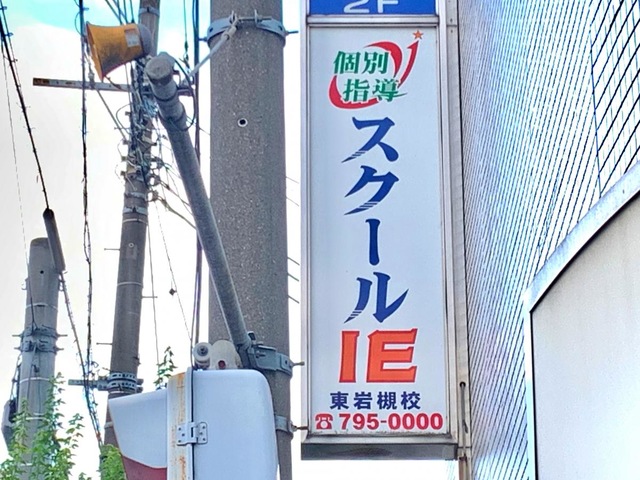 2F
個別
指導
スクール
IE
東岩槻校
☎795-0000